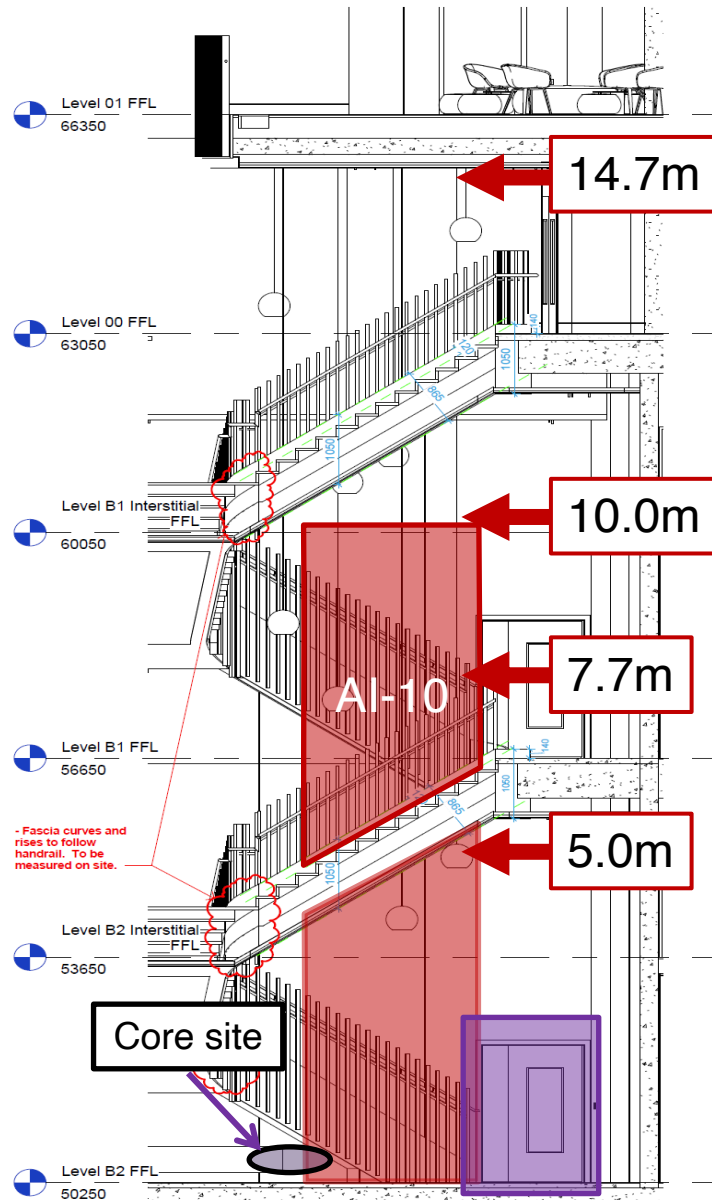 Level 01 FFL
66350
14.7m
Level 00 FFL
63050
140
120
1050
865
1050
Level B1 Interstitial
FFL
60050
10.0m
AI-10
7.7m
Level B1 FFL
56650
140
1050
865
- Fascia curves and
rises to follow
handrail. To be
measured on site.
5.0m
1050
Level B2 Interstitial
FFL
53650
Core site
Level B2 FFL
50250